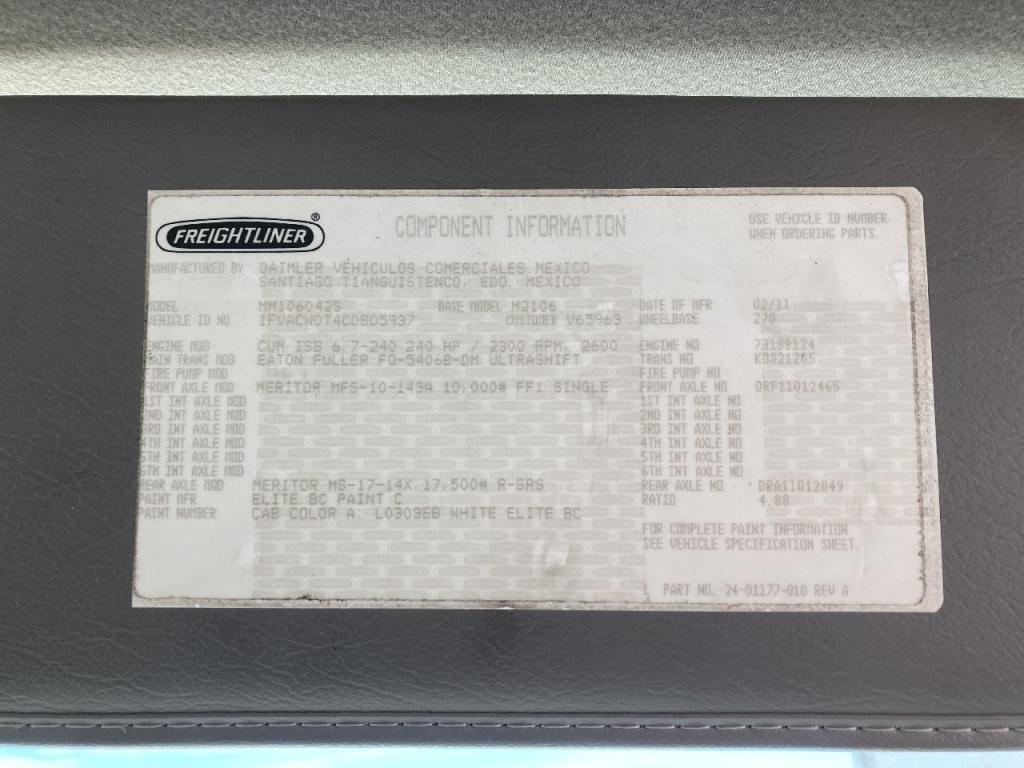 FREIGHTLINER ®
COMPONENT INFORMATION
USE VEHICLE ID NUMBER
WHEN ORDERING PARTS.
MANUFACTURED BY DAIMLER VEHICULOS COMERCIALES MEXICO
SANTIAGO TIANGUISTENCO, EDO. MEXICO
MODEL MM106042S BASE MODEL M2106 DATE OF MFR 02/11
VEHICLE ID NO 1FVACWDT4CDBD5937 CUSTOMER V65963 WHEELBASE 270
ENGINE MOD CUM ISB 6.7-240 240 HP / 2300 RPM, 2600 ENGINE NO 73188124
MAIN TRANS MOD EATON FULLER FO-5406B-DM ULTRASHIFT TRANS NO K0821205
FIRE PUMP MOD FIRE PUMP NO
FRONT AXLE MOD MERITOR MFS-10-143A 10,000# FF1 SINGLE FRONT AXLE NO ORF11012465
1ST INT AXLE MOD 1ST INT AXLE NO
2ND INT AXLE MOD 2ND INT AXLE NO
3RD INT AXLE MOD 3RD INT AXLE NO
4TH INT AXLE MOD 4TH INT AXLE NO
5TH INT AXLE MOD 5TH INT AXLE NO
6TH INT AXLE MOD 6TH INT AXLE NO
REAR AXLE MOD MERITOR MS-17-14X 17,500# R-SRS REAR AXLE NO ORA11012849
PAINT MFR ELITE BC PAINT C RATIO 4.88
PAINT NUMBER CAB COLOR A: L0303EB WHITE ELITE BC
FOR COMPLETE PAINT INFORMATION
SEE VEHICLE SPECIFICATION SHEET.
PART NO. 24-01177-010 REV A